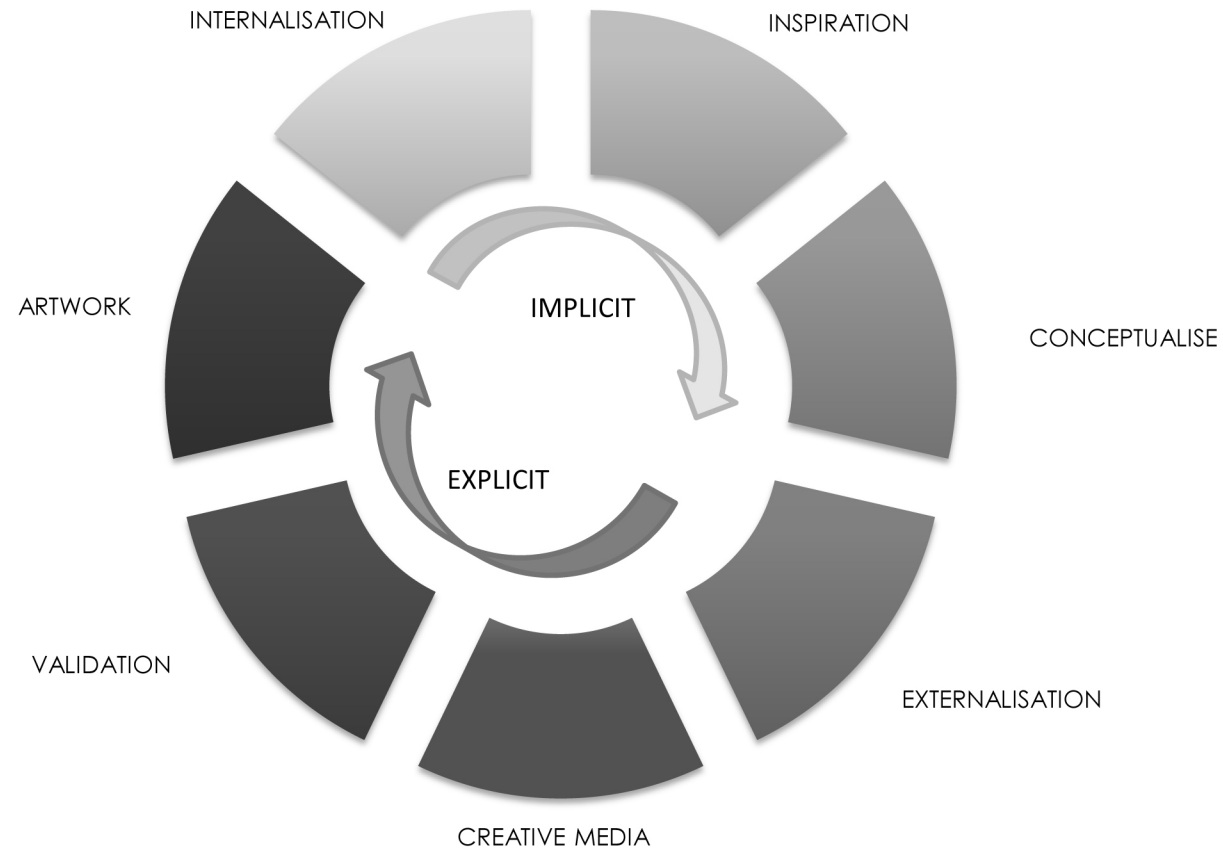 INTERNALISATION
INSPIRATION
ARTWORK
IMPLICIT
CONCEPTUALISE
EXPLICIT
VALIDATION
EXTERNALISATION
CREATIVE MEDIA